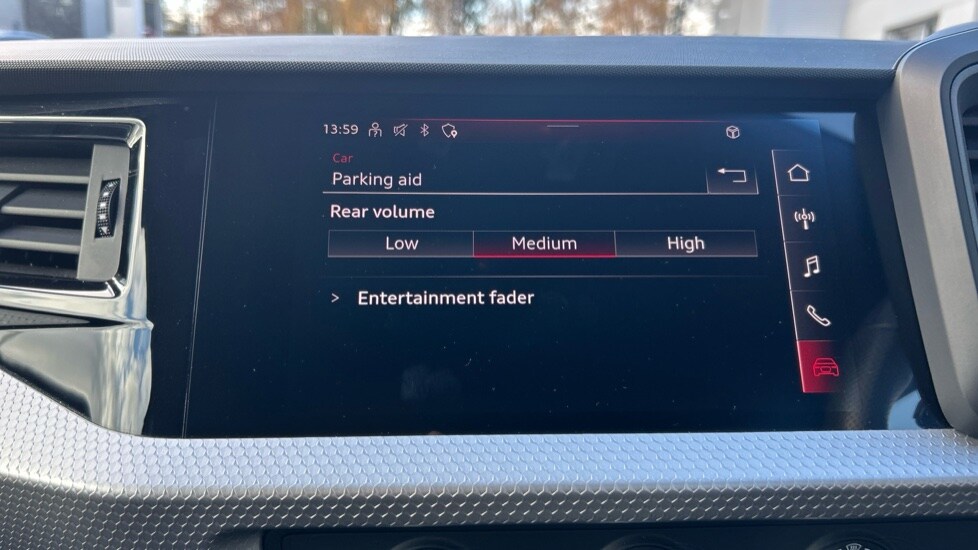 13:59
Car
Parking aid
Rear volume
Low Medium High
> Entertainment fader